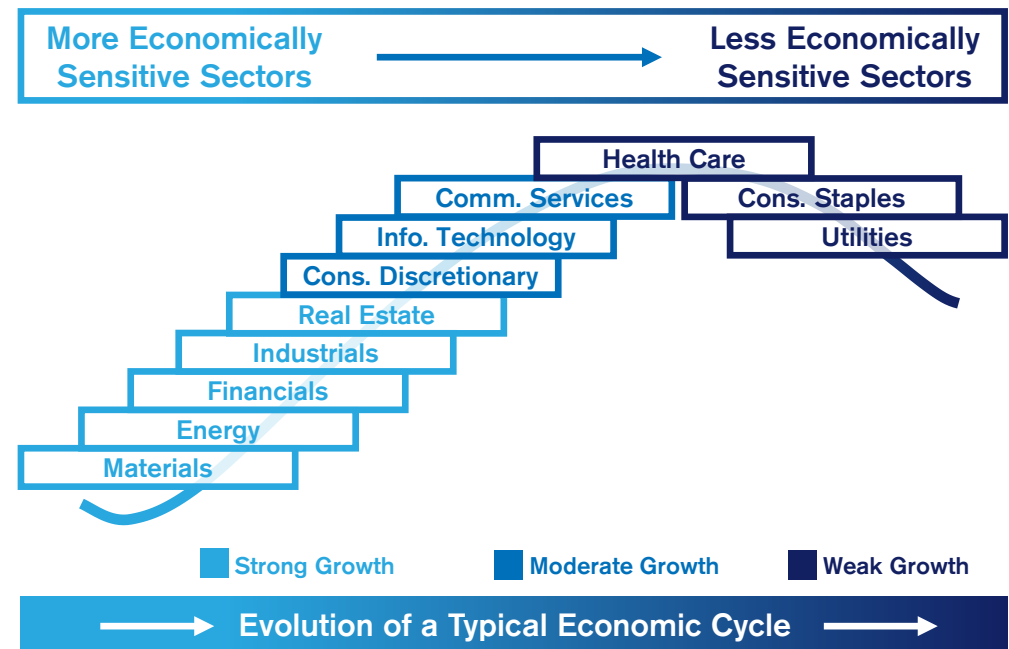 More Economically
Sensitive Sectors
Less Economically
Sensitive Sectors
Health Care
Comm. Services
Cons. Staples
Info. Technology
Utilities
Cons. Discretionary
Real Estate
Industrials
Financials
Energy
Materials
Strong Growth
Moderate Growth
Weak Growth
Evolution of a Typical Economic Cycle